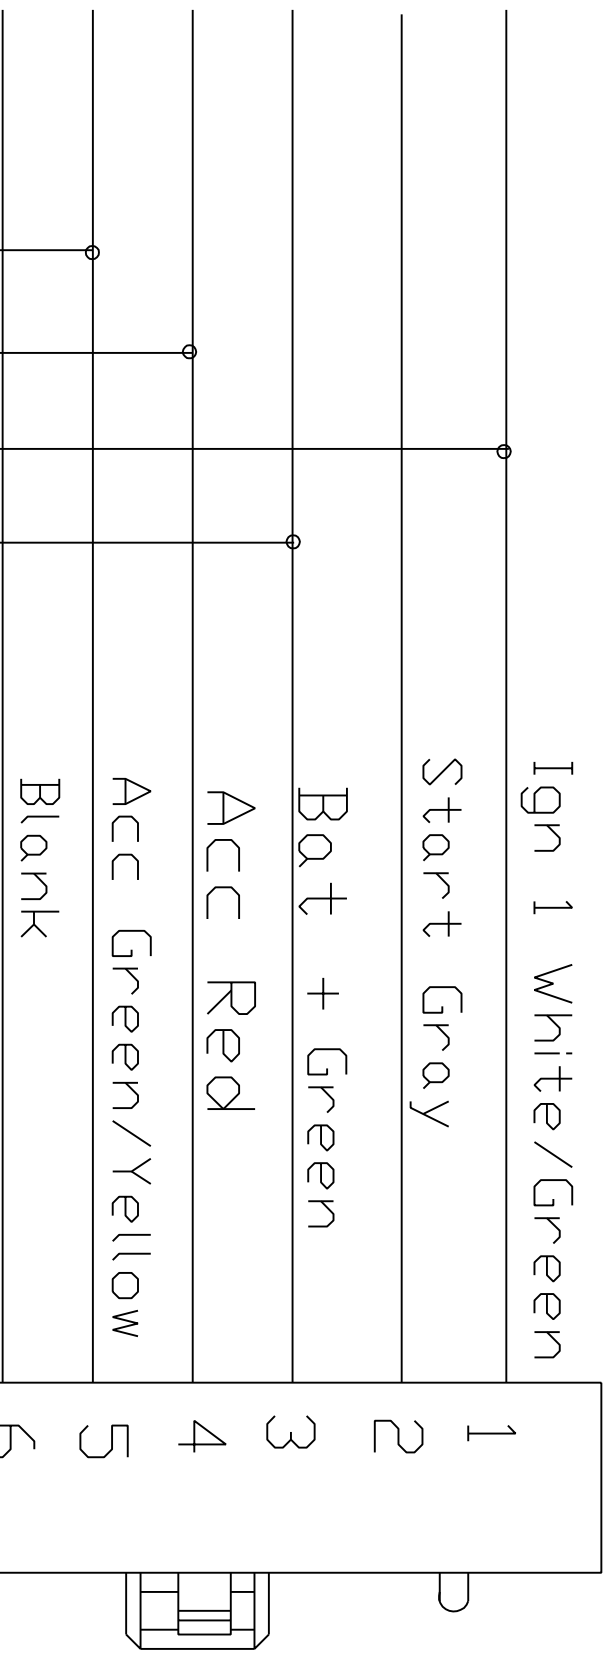 Ign 1 White/Green
Start Gray
Bat + Green
Acc Red
Acc Green/Yellow
Blank
1
2
3
4
5
6